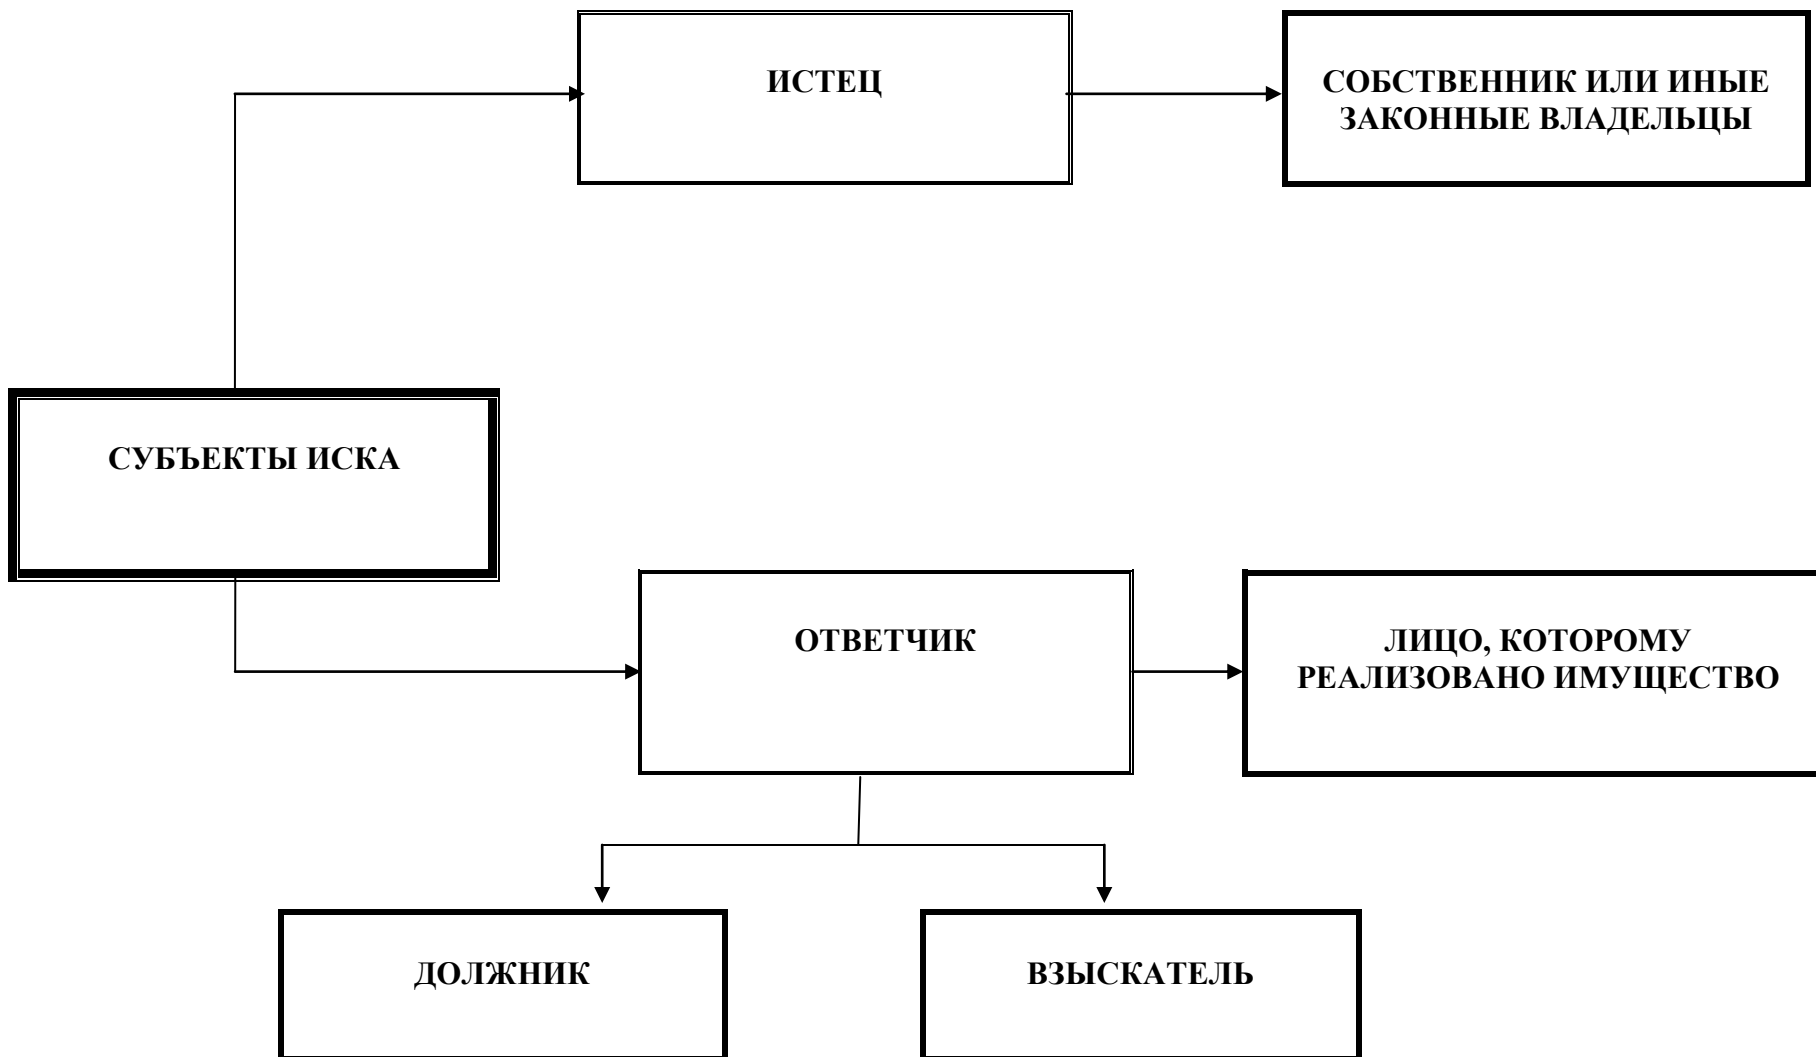 ИСТЕЦ
СОБСТВЕННИК ИЛИ ИНЫЕ
ЗАКОННЫЕ ВЛАДЕЛЬЦЫ
СУБЪЕКТЫ ИСКА
ОТВЕТЧИК
ЛИЦО, КОТОРОМУ
РЕАЛИЗОВАНО ИМУЩЕСТВО
ДОЛЖНИК
ВЗЫСКАТЕЛЬ